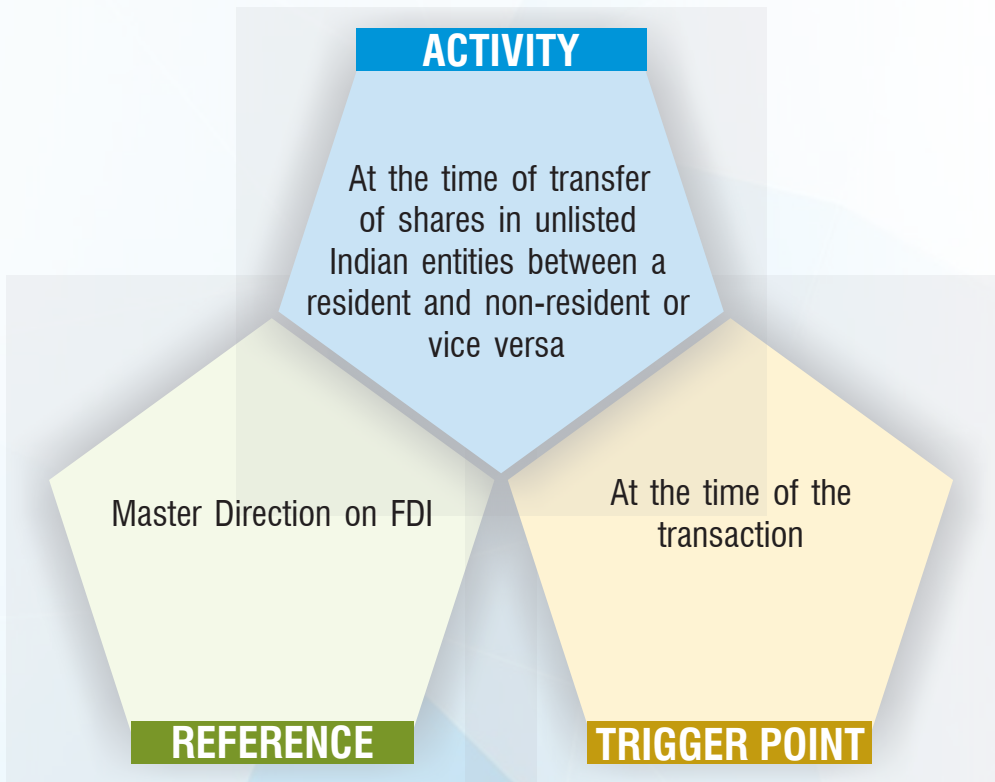 ACTIVITY
At the time of transfer
of shares in unlisted
Indian entities between a
resident and non-resident or
vice versa
Master Direction on FDI
REFERENCE
At the time of the
transaction
TRIGGER POINT